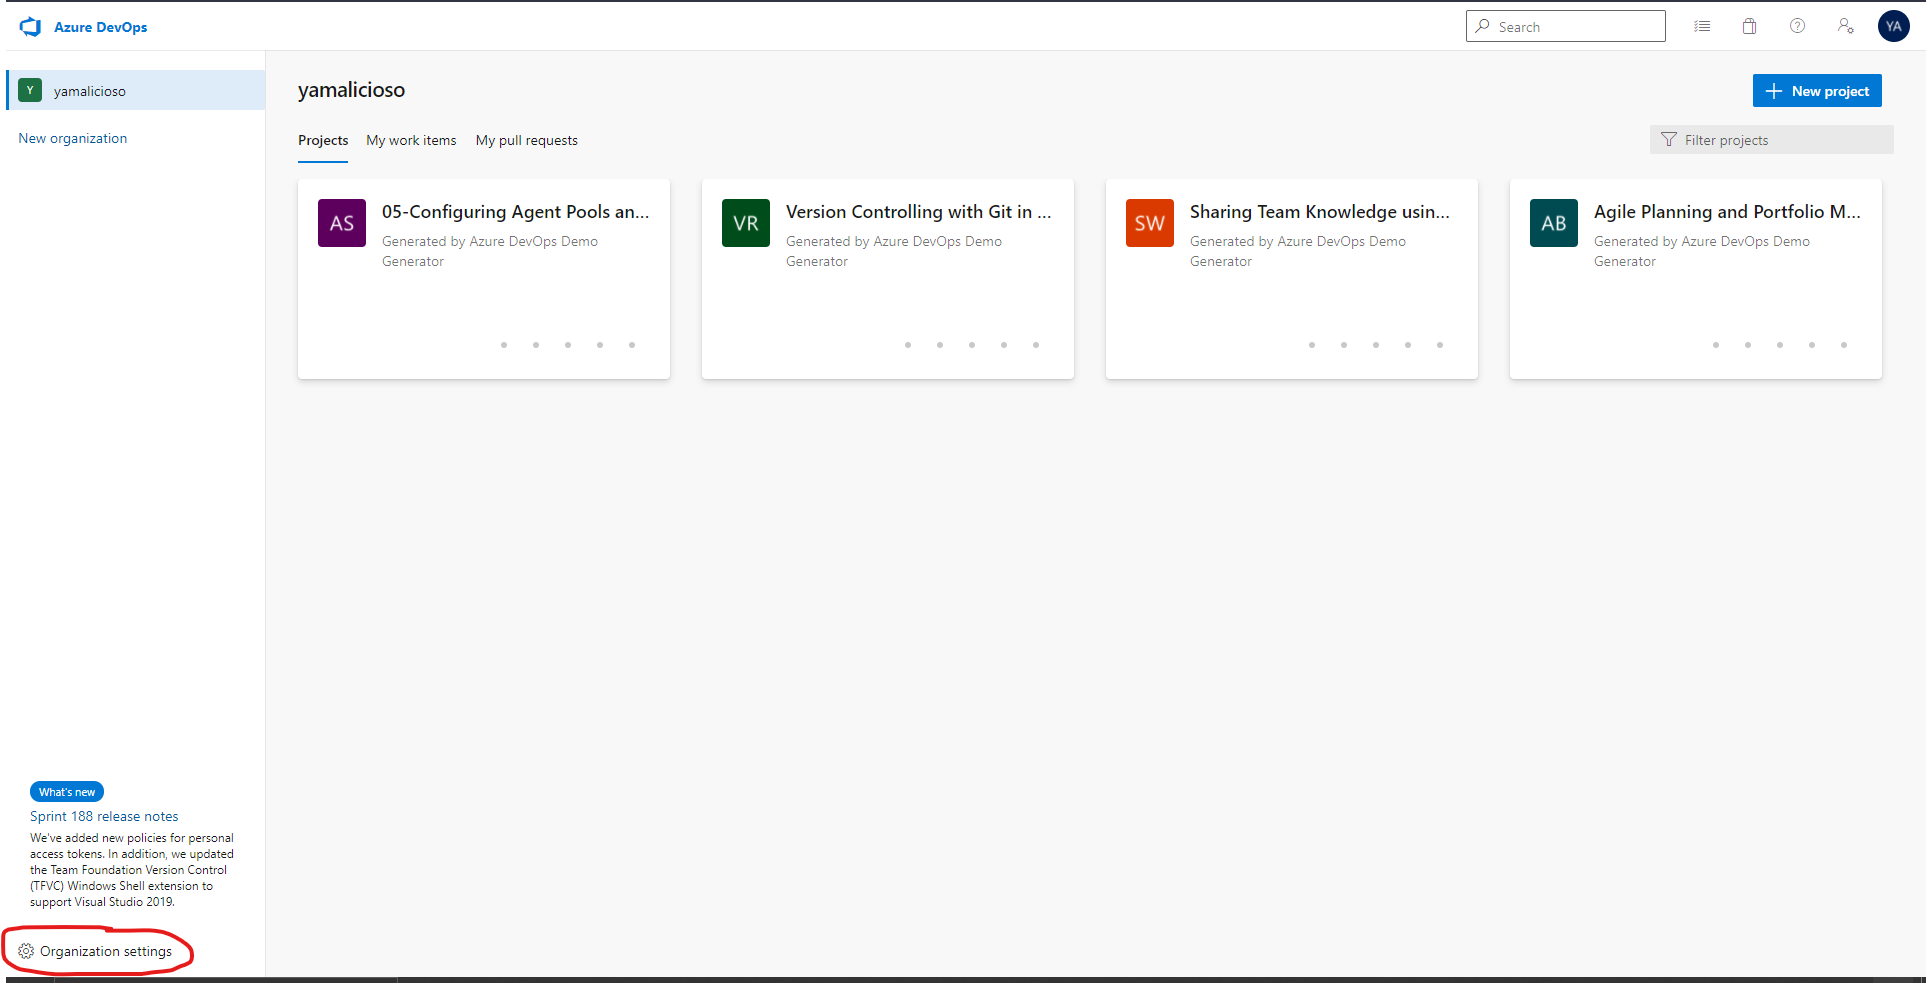 Azure DevOps
Search
YA
Y
yamalicioso
New organization
yamalicioso
New project
Projects
My work items
My pull requests
Filter projects
AS
05-Configuring Agent Pools an...
Generated by Azure DevOps Demo
Generator
VR
Version Controlling with Git in ...
Generated by Azure DevOps Demo
Generator
SW
Sharing Team Knowledge usin...
Generated by Azure DevOps Demo
Generator
AB
Agile Planning and Portfolio M...
Generated by Azure DevOps Demo
Generator
What's new
Sprint 188 release notes
We've added new policies for personal
access tokens. In addition, we updated
the Team Foundation Version Control
(TFVC) Windows Shell extension to
support Visual Studio 2019.
Organization settings